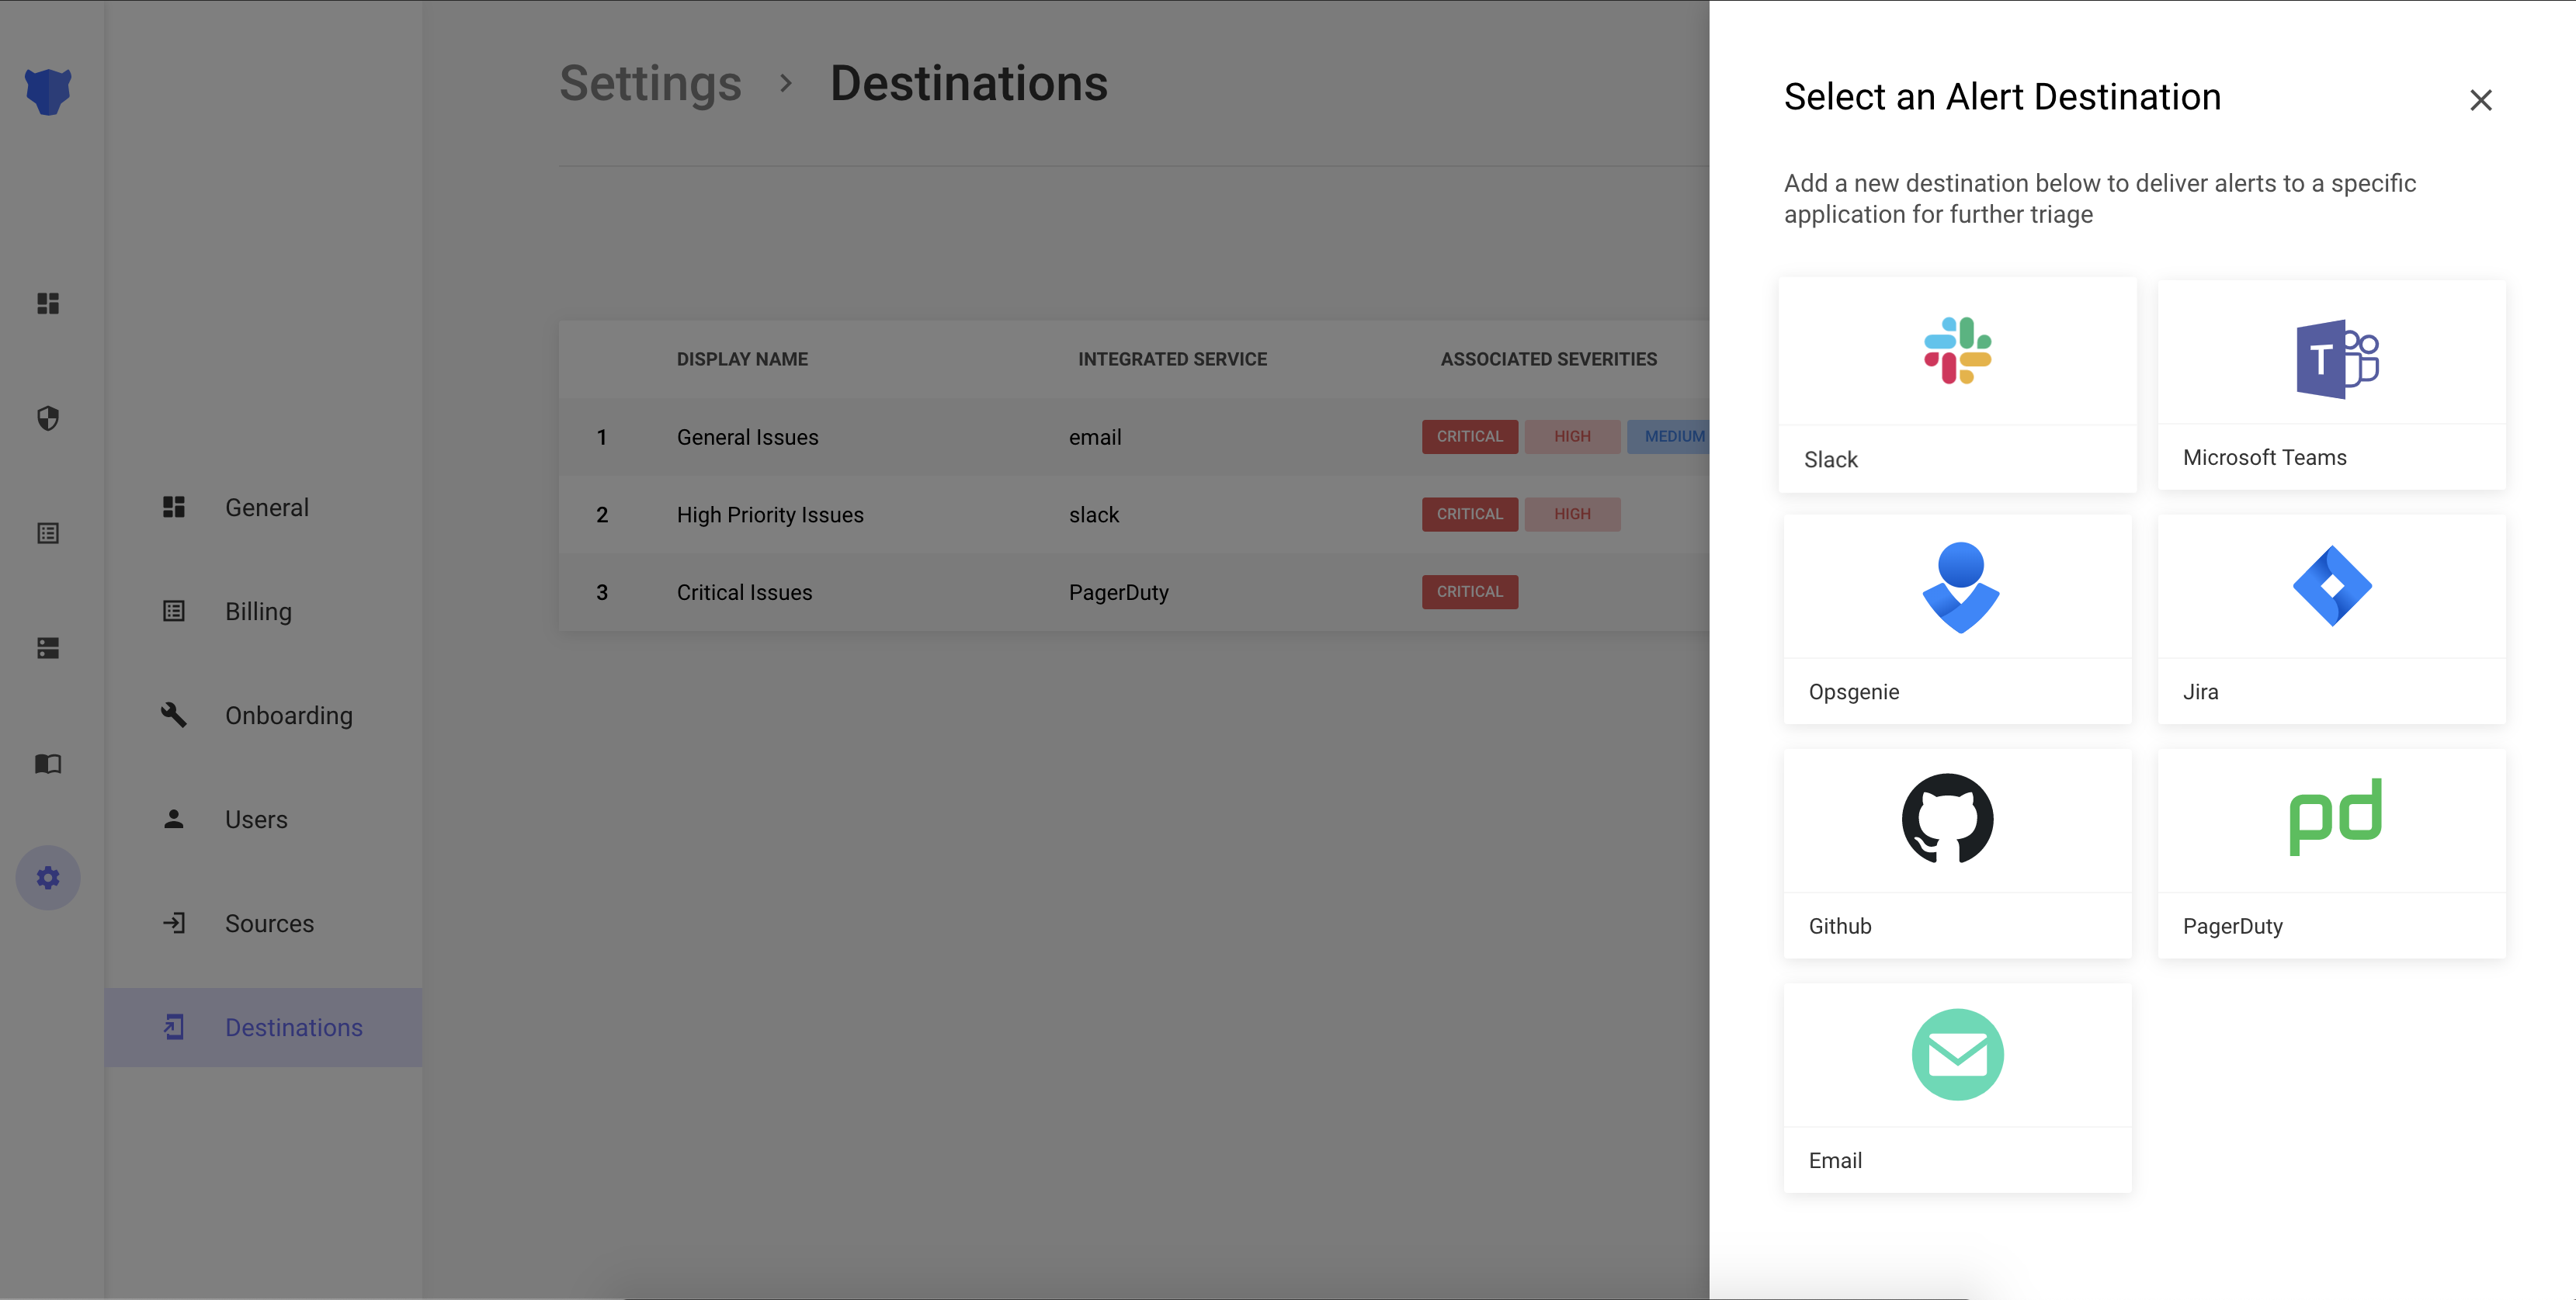 Settings > Destinations
General
Billing
Onboarding
Users
Sources
Destinations
DISPLAY NAME INTEGRATED SERVICE ASSOCIATED SEVERITIES
1 General Issues email CRITICAL HIGH MEDIUM
2 High Priority Issues slack CRITICAL HIGH
3 Critical Issues PagerDuty CRITICAL
Select an Alert Destination
Add a new destination below to deliver alerts to a specific
application for further triage
T
Slack
Microsoft Teams
Opsgenie
Jira
pd
Github
PagerDuty
Email